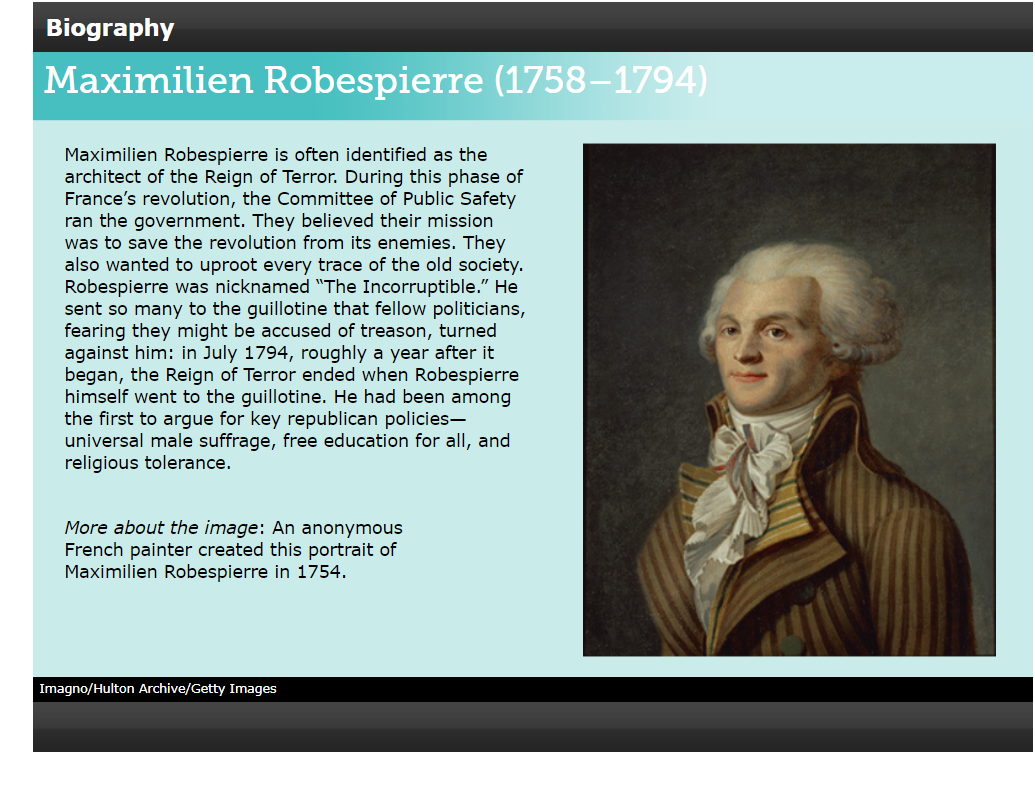 Biography
Maximilien Robespierre (1758–1794)
Maximilien Robespierre is often identified as the
architect of the Reign of Terror. During this phase of
France’s revolution, the Committee of Public Safety
ran the government. They believed their mission
was to save the revolution from its enemies. They
also wanted to uproot every trace of the old society.
Robespierre was nicknamed “The Incorruptible.” He
sent so many to the guillotine that fellow politicians,
fearing they might be accused of treason, turned
against him: in July 1794, roughly a year after it
began, the Reign of Terror ended when Robespierre
himself went to the guillotine. He had been among
the first to argue for key republican policies—
universal male suffrage, free education for all, and
religious tolerance.
More about the image: An anonymous
French painter created this portrait of
Maximilien Robespierre in 1754.
Imagno/Hulton Archive/Getty Images